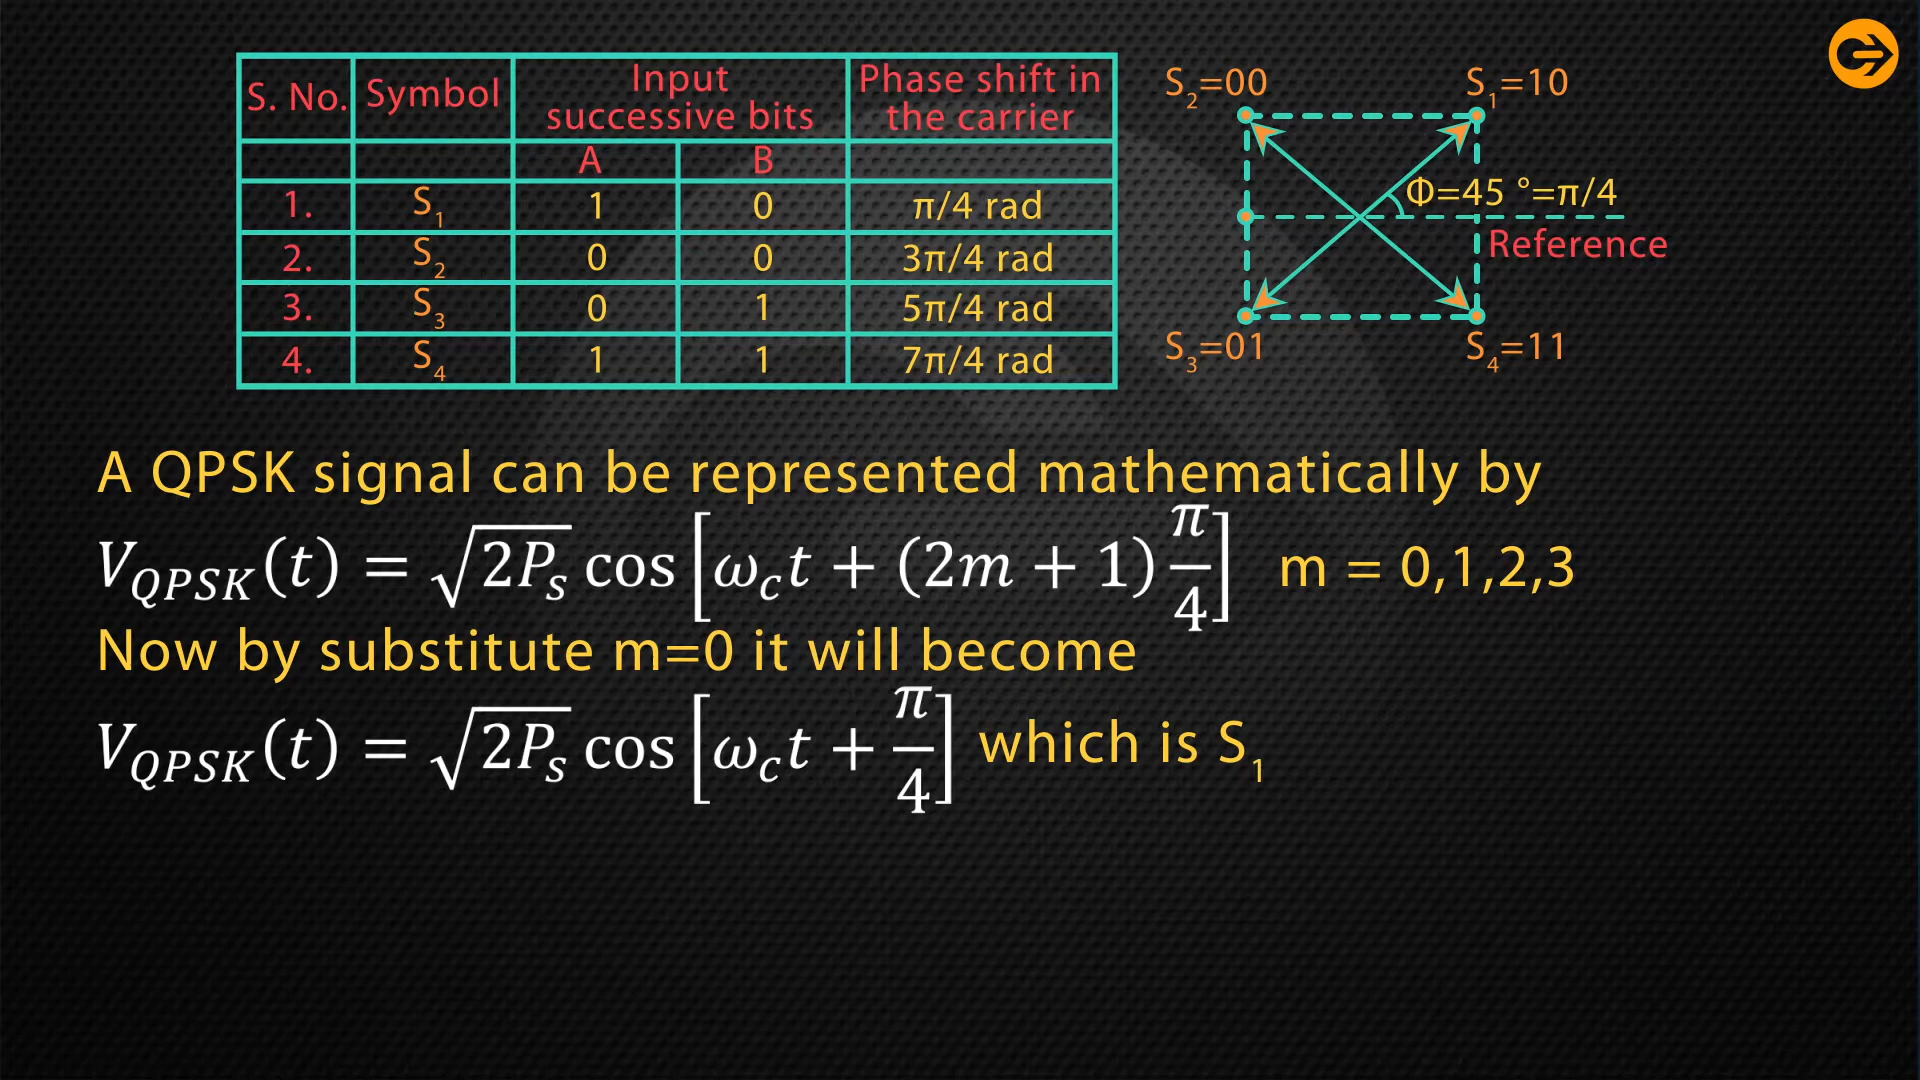 S. No. Symbol Input successive bits Phase shift in the carrier
A B
1. S₁ 1 0 π/4 rad
2. S₂ 0 0 3π/4 rad
3. S₃ 0 1 5π/4 rad
4. S₄ 1 1 7π/4 rad
S₂=00 S₁=10
Φ=45 °=π/4
Reference
S₃=01 S₄=11
A QPSK signal can be represented mathematically by
V_QPSK(t) = √(2Pₛ) cos[ω_c t + (2m + 1) π/4] m = 0,1,2,3
Now by substitute m=0 it will become
V_QPSK(t) = √(2Pₛ) cos[ω_c t + π/4] which is S₁